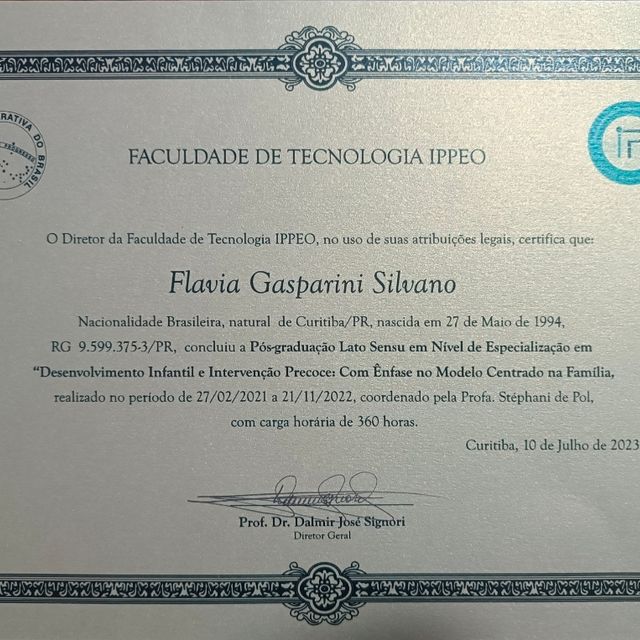 RATIVA DO BRASIL
FACULDADE DE TECNOLOGIA IPPEO
O Diretor da Faculdade de Tecnologia IPPEO, no uso de suas atribuições legais, certifica que:
Flavia Gasparini Silvano
Nacionalidade Brasileira, natural de Curitiba/PR, nascida em 27 de Maio de 1994,
RG 9.599.375-3/PR, concluiu a Pós-graduação Lato Sensu em Nível de Especialização em
“Desenvolvimento Infantil e Intervenção Precoce: Com Ênfase no Modelo Centrado na Família,
realizado no período de 27/02/2021 a 21/11/2022, coordenado pela Profa. Stéphani de Pol,
com carga horária de 360 horas.
Curitiba, 10 de Julho de 2023
Prof. Dr. Dalmir José Signori
Diretor Geral